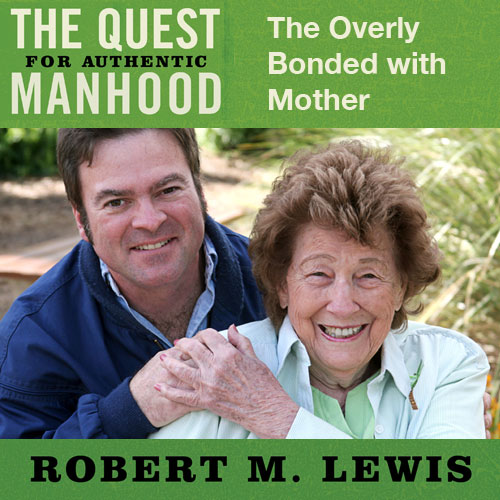 THE QUEST
FOR AUTHENTIC
MANHOOD
The Overly
Bonded with
Mother
ROBERT M. LEWIS